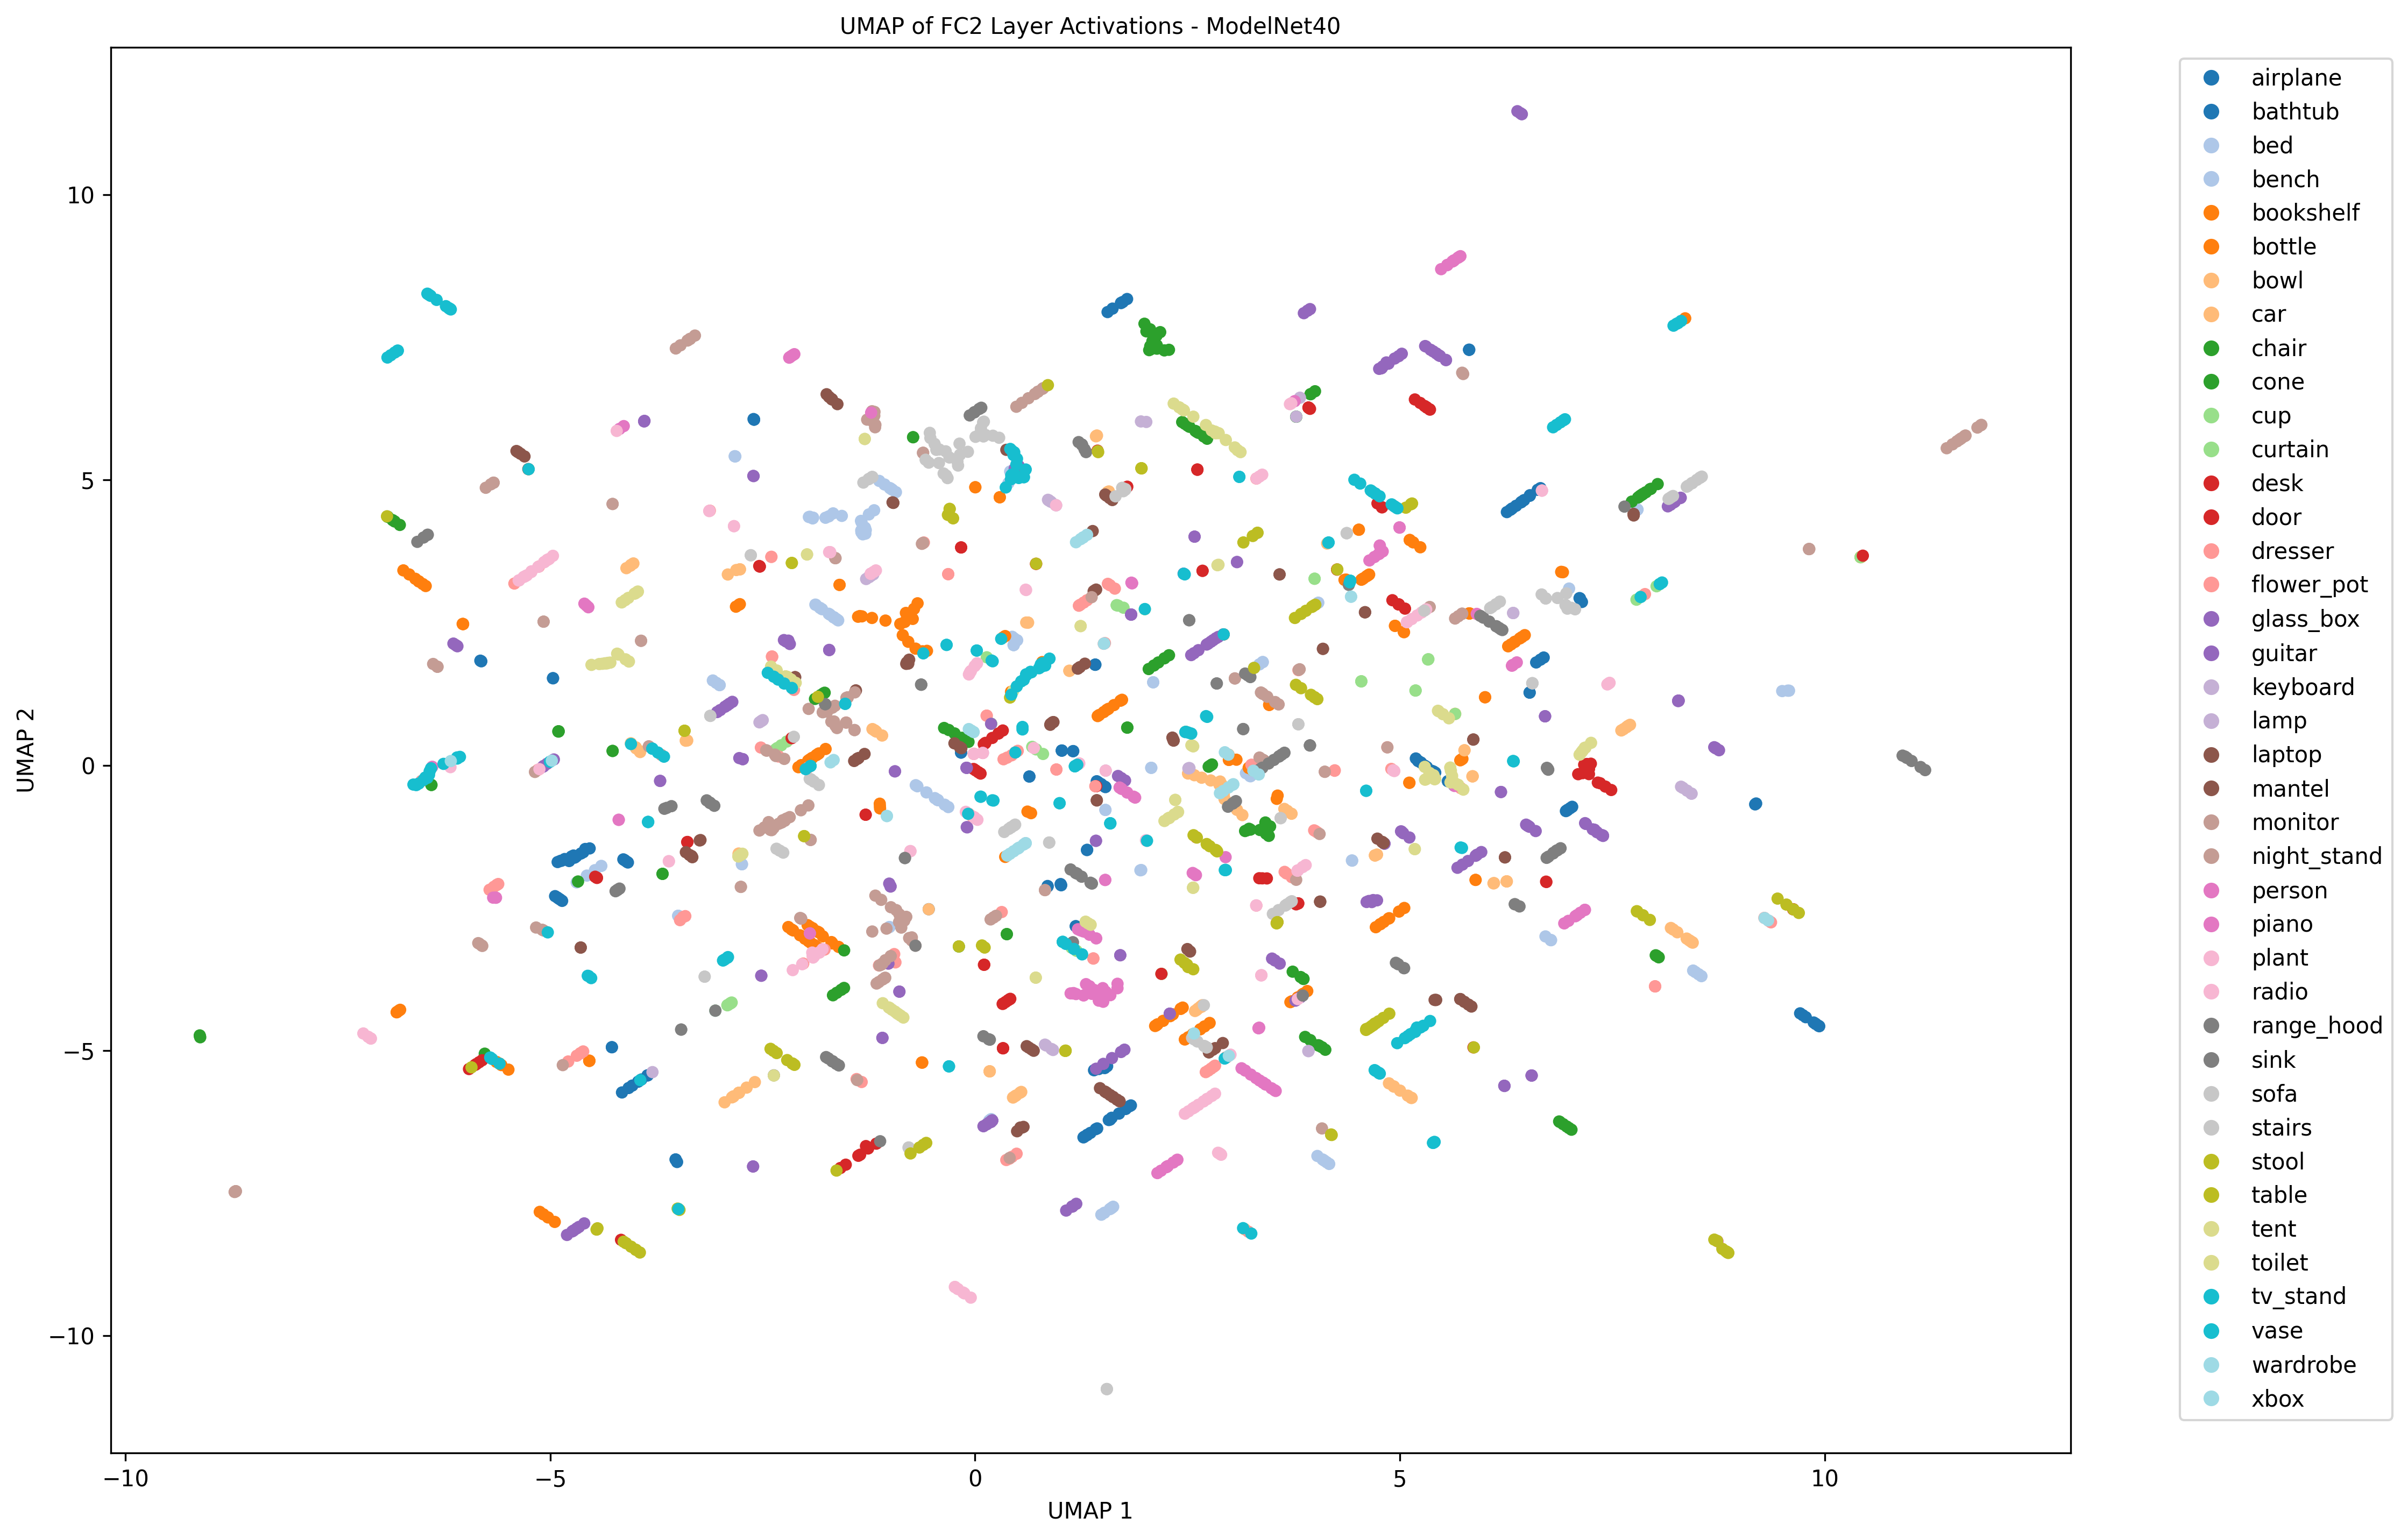 UMAP of FC2 Layer Activations - ModelNet40
10
5
0
−5
−10
UMAP 2
−10
−5
0
5
10
UMAP 1
airplane
bathtub
bed
bench
bookshelf
bottle
bowl
car
chair
cone
cup
curtain
desk
door
dresser
flower_pot
glass_box
guitar
keyboard
lamp
laptop
mantel
monitor
night_stand
person
piano
plant
radio
range_hood
sink
sofa
stairs
stool
table
tent
toilet
tv_stand
vase
wardrobe
xbox